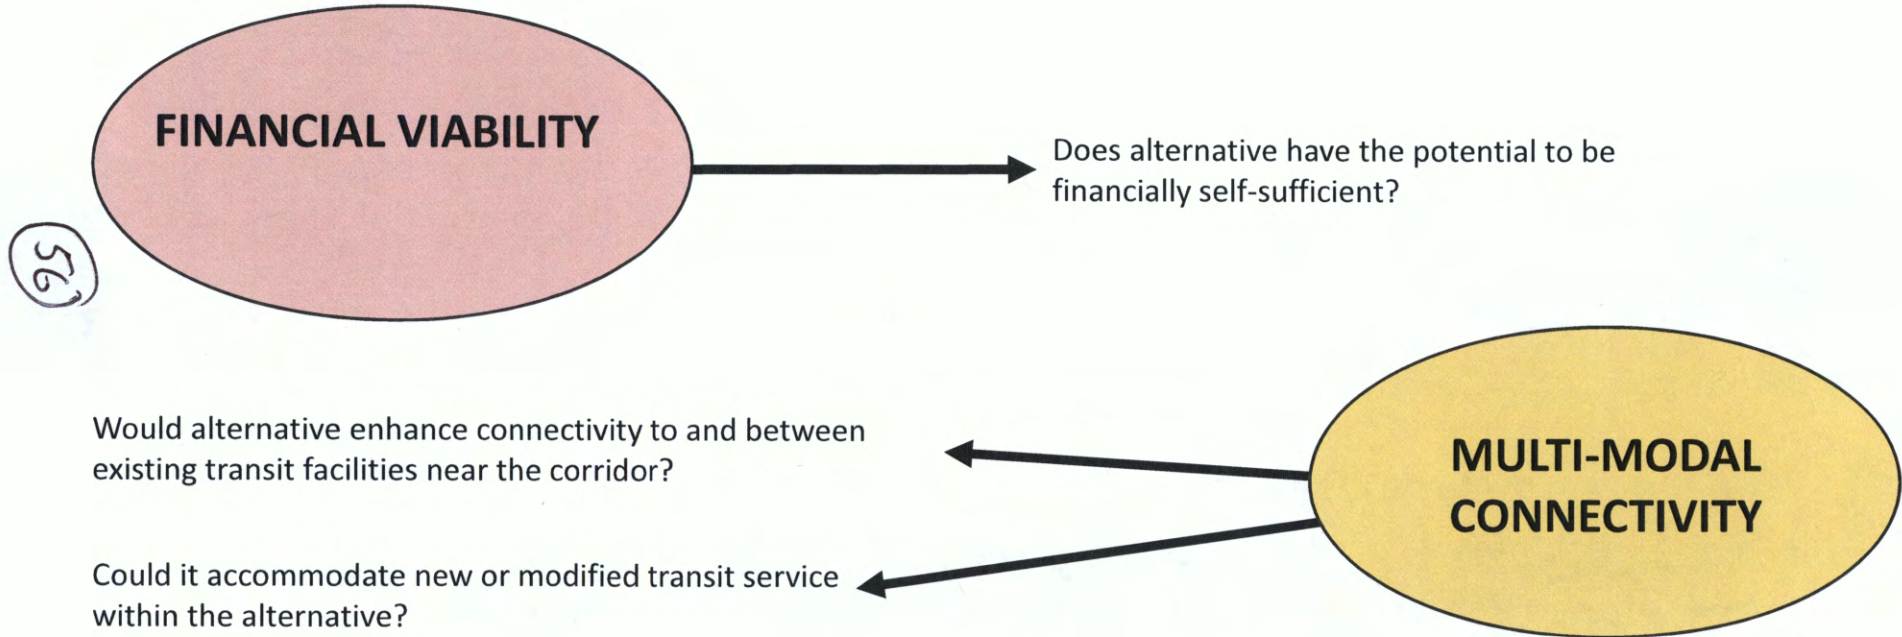 FINANCIAL VIABILITY
Does alternative have the potential to be
financially self-sufficient?
56
Would alternative enhance connectivity to and between
existing transit facilities near the corridor?
MULTI-MODAL
CONNECTIVITY
Could it accommodate new or modified transit service
within the alternative?